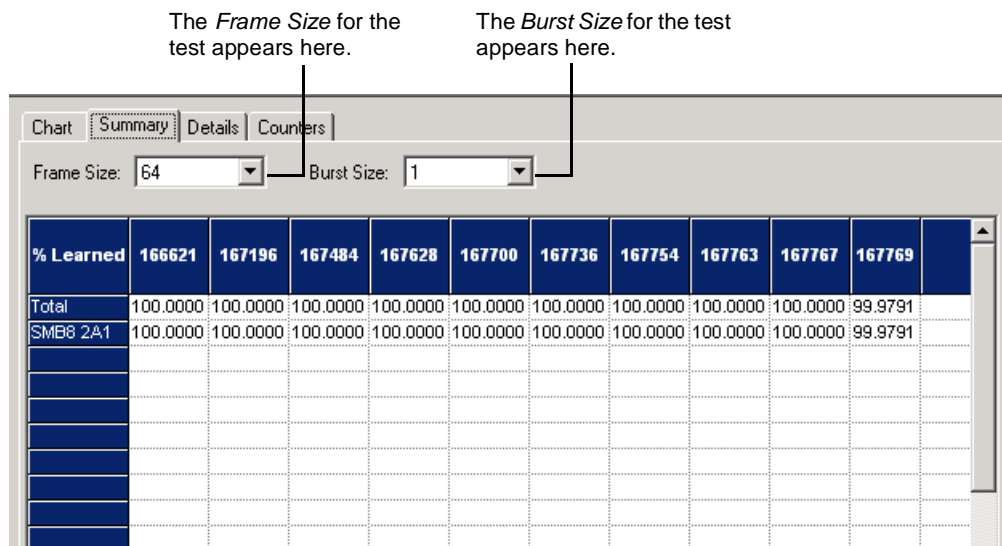 The Frame Size for the test appears here.
The Burst Size for the test appears here.
Chart Summary Details Counters
Frame Size: 64 Burst Size: 1
% Learned 166621 167196 167484 167628 167700 167736 167754 167763 167767 167769
Total 100.0000 100.0000 100.0000 100.0000 100.0000 100.0000 100.0000 100.0000 100.0000 99.9791
SMB8 2A1 100.0000 100.0000 100.0000 100.0000 100.0000 100.0000 100.0000 100.0000 100.0000 99.9791